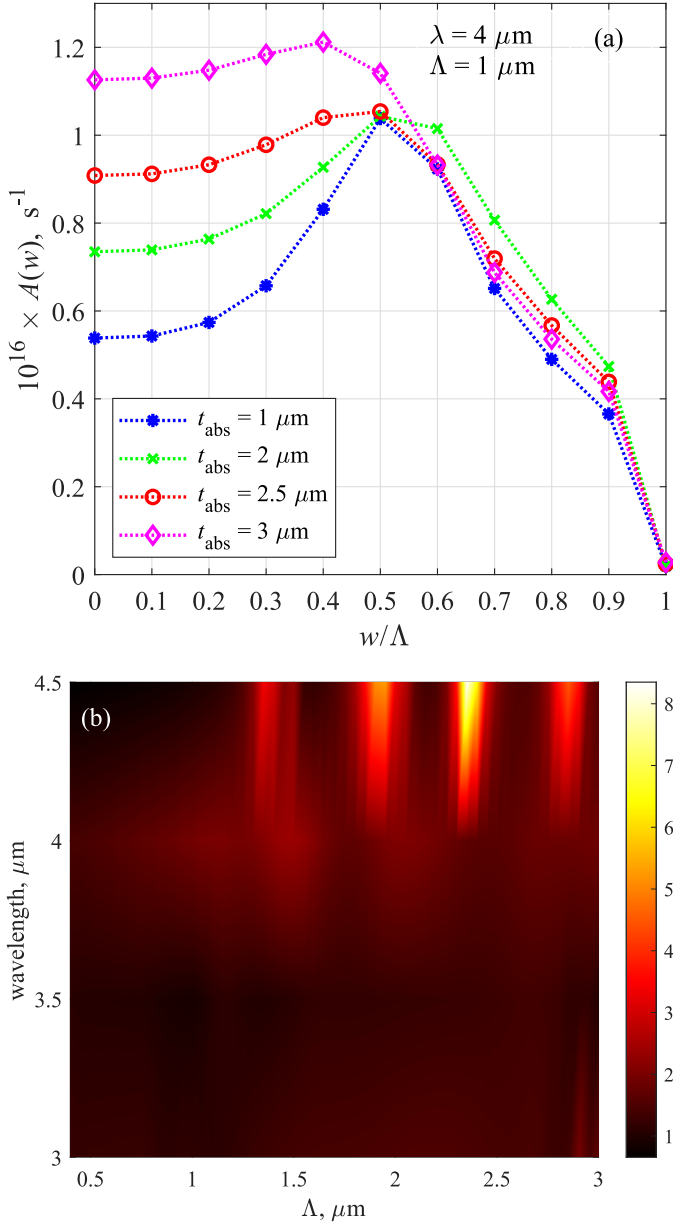 λ = 4 μm
(a)
Λ = 1 μm
1.2
1
0.8
0.6
0.4
0.2
0
10¹⁶ × A(w), s⁻¹
t_abs = 1 μm
t_abs = 2 μm
t_abs = 2.5 μm
t_abs = 3 μm
0 0.1 0.2 0.3 0.4 0.5 0.6 0.7 0.8 0.9 1
w/Λ
(b)
4.5
4
3.5
3
wavelength, μm
0.5 1 1.5 2 2.5 3
Λ, μm
8
7
6
5
4
3
2
1